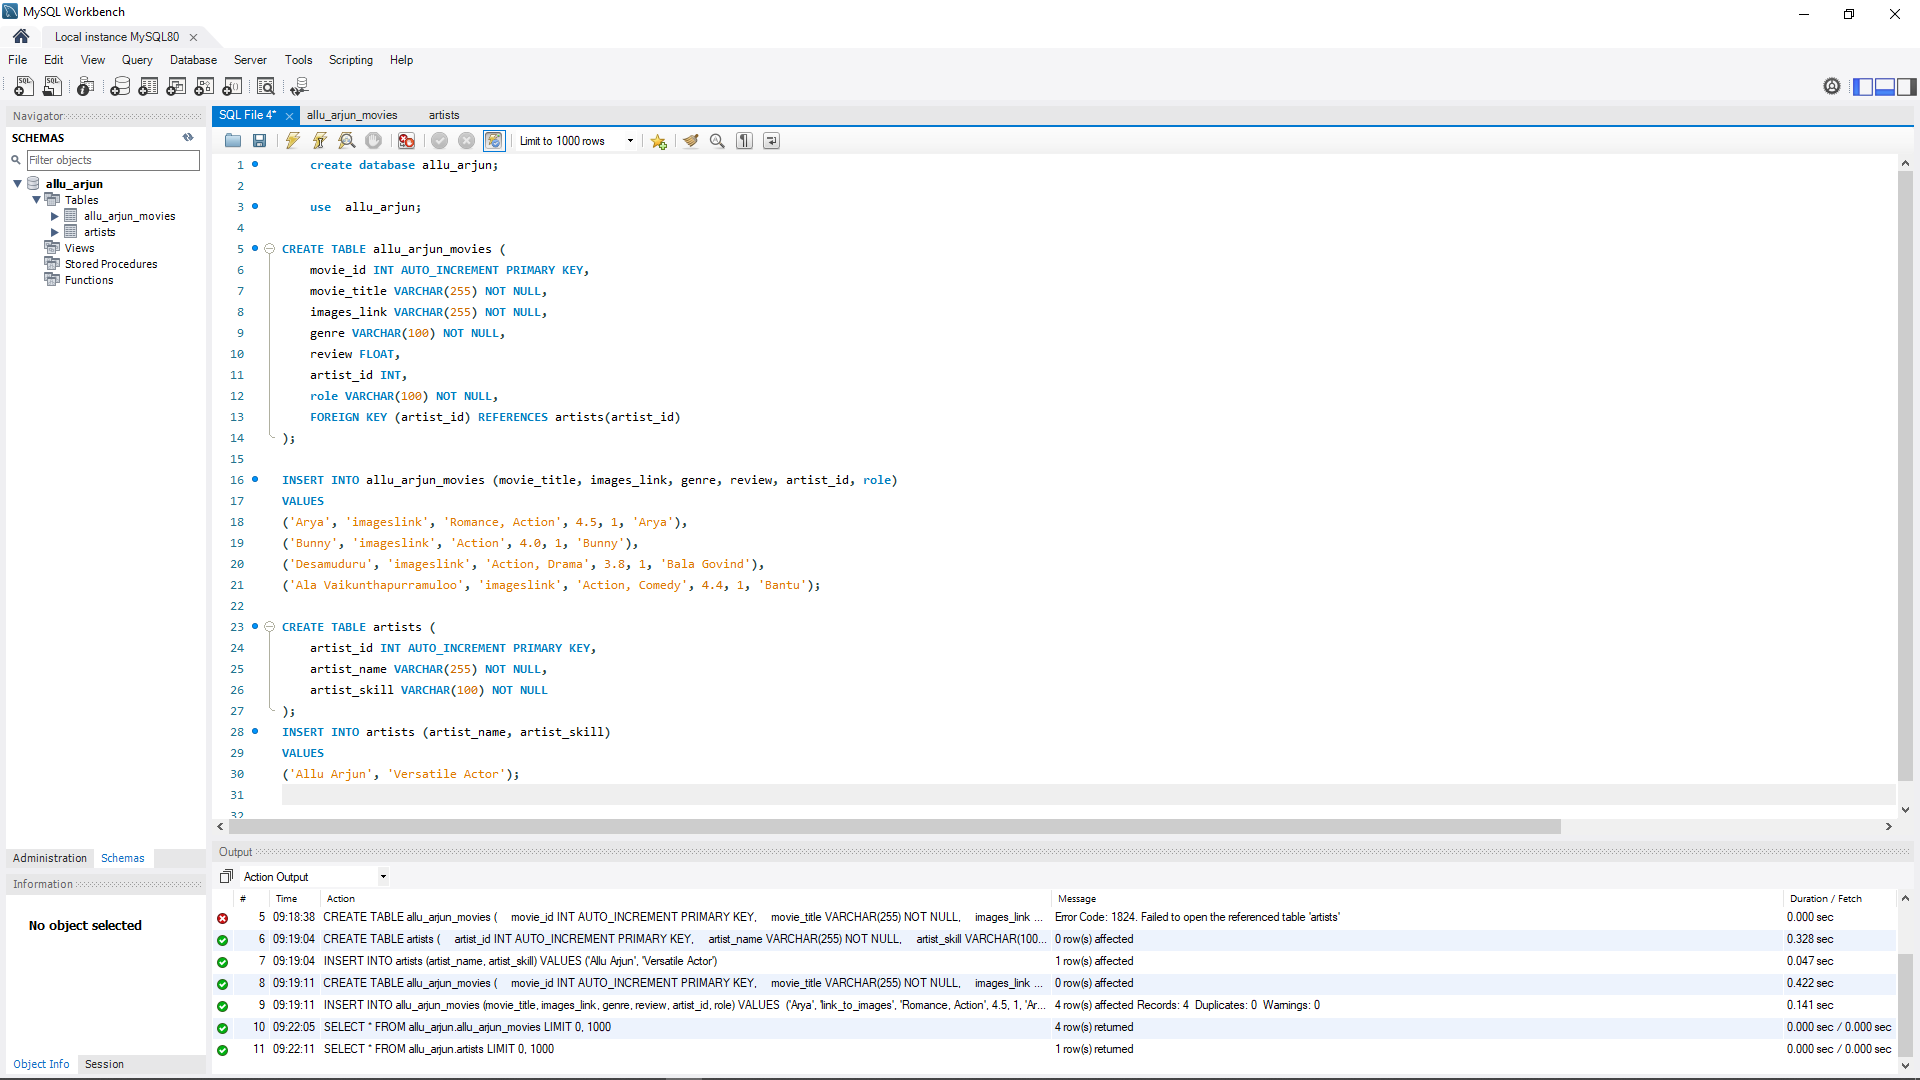 MySQL Workbench
Local instance MySQL80
File Edit View Query Database Server Tools Scripting Help
Navigator
SCHEMAS
Filter objects
allu_arjun
Tables
allu_arjun_movies
artists
Views
Stored Procedures
Functions
Administration Schemas
Information
No object selected
Object Info Session
SQL File 4* allu_arjun_movies artists
Limit to 1000 rows
1 create database allu_arjun;
2
3 use allu_arjun;
4
5 CREATE TABLE allu_arjun_movies (
6 movie_id INT AUTO_INCREMENT PRIMARY KEY,
7 movie_title VARCHAR(255) NOT NULL,
8 images_link VARCHAR(255) NOT NULL,
9 genre VARCHAR(100) NOT NULL,
10 review FLOAT,
11 artist_id INT,
12 role VARCHAR(100) NOT NULL,
13 FOREIGN KEY (artist_id) REFERENCES artists(artist_id)
14 );
15
16 INSERT INTO allu_arjun_movies (movie_title, images_link, genre, review, artist_id, role)
17 VALUES
18 ('Arya', 'imageslink', 'Romance, Action', 4.5, 1, 'Arya'),
19 ('Bunny', 'imageslink', 'Action', 4.0, 1, 'Bunny'),
20 ('Desamuduru', 'imageslink', 'Action, Drama', 3.8, 1, 'Bala Govind'),
21 ('Ala Vaikunthapurramuloo', 'imageslink', 'Action, Comedy', 4.4, 1, 'Bantu');
22
23 CREATE TABLE artists (
24 artist_id INT AUTO_INCREMENT PRIMARY KEY,
25 artist_name VARCHAR(255) NOT NULL,
26 artist_skill VARCHAR(100) NOT NULL
27 );
28 INSERT INTO artists (artist_name, artist_skill)
29 VALUES
30 ('Allu Arjun', 'Versatile Actor');
31
32
Output
Action Output
# Time Action Message Duration / Fetch
5 09:18:38 CREATE TABLE allu_arjun_movies ( movie_id INT AUTO_INCREMENT PRIMARY KEY, movie_title VARCHAR(255) NOT NULL, images_link ... Error Code: 1824. Failed to open the referenced table 'artists' 0.000 sec
6 09:19:04 CREATE TABLE artists ( artist_id INT AUTO_INCREMENT PRIMARY KEY, artist_name VARCHAR(255) NOT NULL, artist_skill VARCHAR(100... 0 row(s) affected 0.328 sec
7 09:19:04 INSERT INTO artists (artist_name, artist_skill) VALUES ('Allu Arjun', 'Versatile Actor') 1 row(s) affected 0.047 sec
8 09:19:11 CREATE TABLE allu_arjun_movies ( movie_id INT AUTO_INCREMENT PRIMARY KEY, movie_title VARCHAR(255) NOT NULL, images_link ... 0 row(s) affected 0.422 sec
9 09:19:11 INSERT INTO allu_arjun_movies (movie_title, images_link, genre, review, artist_id, role) VALUES ('Arya', 'link_to_images', 'Romance, Action', 4.5, 1, 'Ar... 4 row(s) affected Records: 4 Duplicates: 0 Warnings: 0 0.141 sec
10 09:22:05 SELECT * FROM allu_arjun.allu_arjun_movies LIMIT 0, 1000 4 row(s) returned 0.000 sec / 0.000 sec
11 09:22:11 SELECT * FROM allu_arjun.artists LIMIT 0, 1000 1 row(s) returned 0.000 sec / 0.000 sec